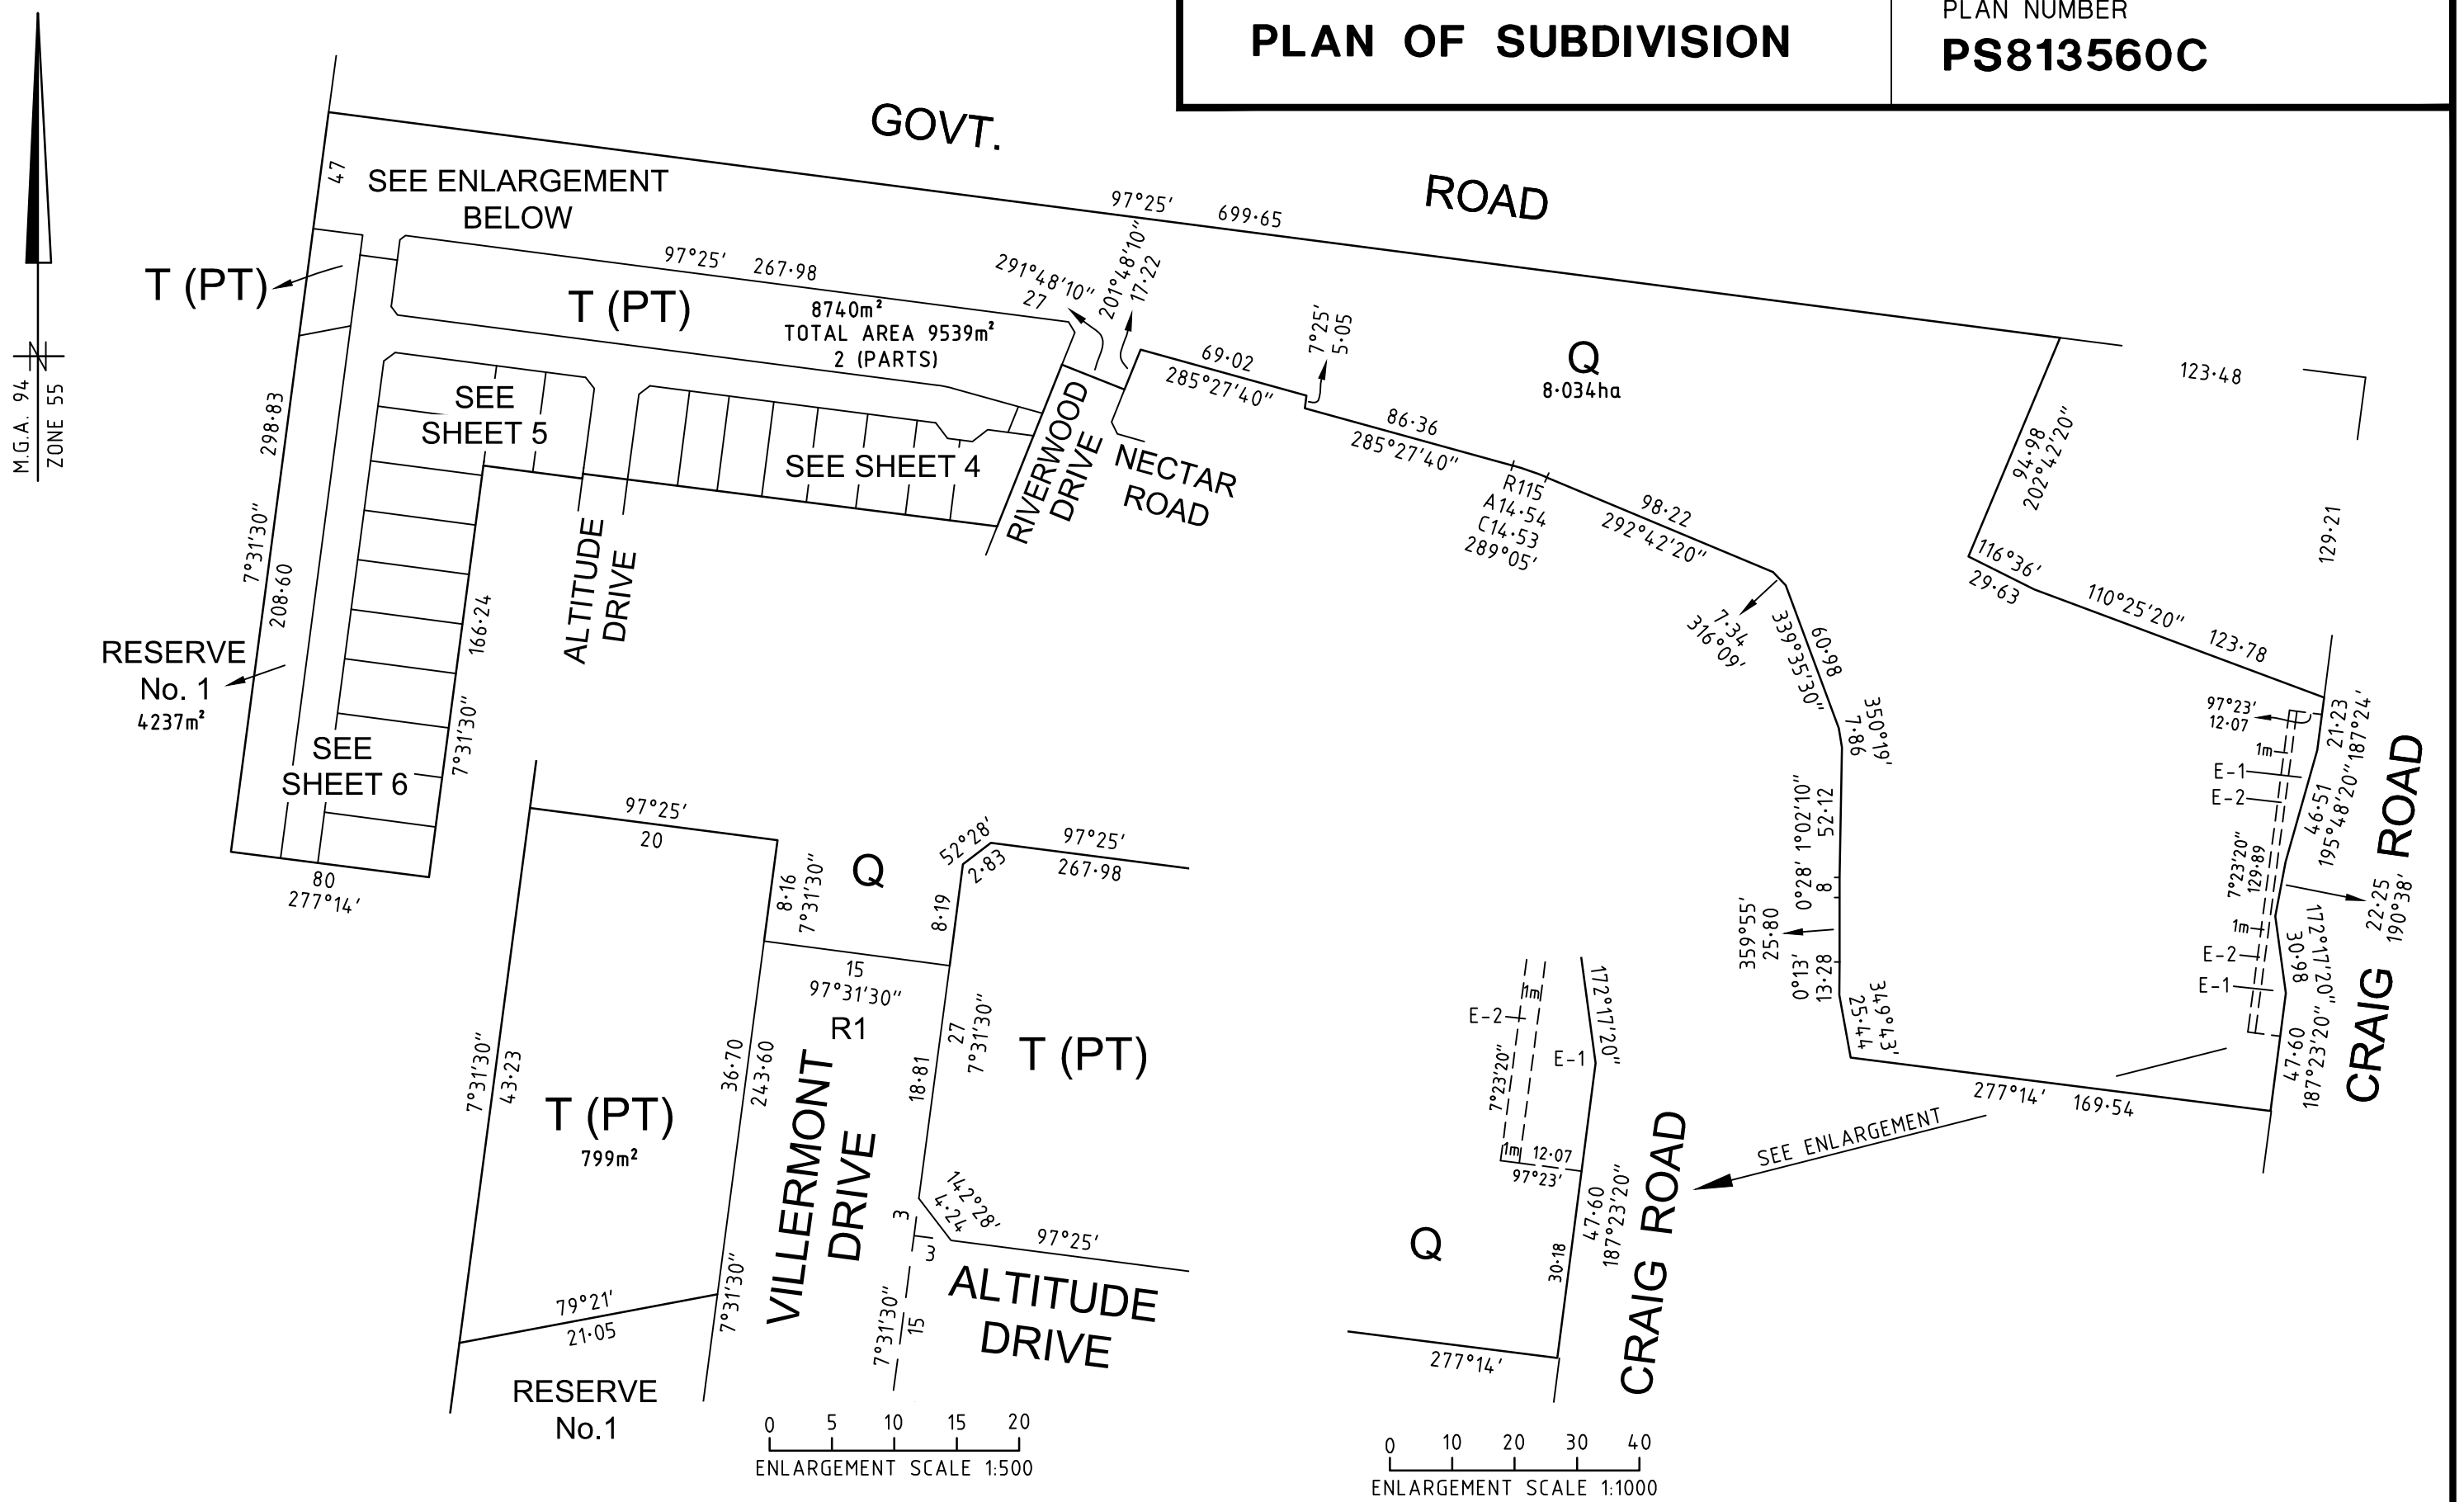 PLAN OF SUBDIVISION
PLAN NUMBER
PS813560C
M.G.A. 94
ZONE 55
N
GOVT.
ROAD
47
SEE ENLARGEMENT
BELOW
97°25' 699·65
T (PT)
97°25' 267·98
T (PT)
8740m²
TOTAL AREA 9539m²
2 (PARTS)
291°48'10"
27
201°48'10"
17·22
69·02
285°27'40"
7°25'
5·05
86·36
285°27'40"
Q
8·034ha
R115
A14·54
C14·53
289°05'
98·22
292°42'20"
7·34
316°09'
339°35'30"
60·98
350°19'
7·86
1°02'10"
52·12
0°28'
8
359°55'
25·80
0°13'
13·28
349°43'
25·44
277°14' 169·54
123·48
129·21
94·98
202°42'20"
116°36'
29·63
110°25'20" 123·78
97°23'
12·07
1m
E-1
E-2
7°23'20"
129·89
1m
E-2
E-1
21·23
187°24'
46·51
195°48'20"
22·25
190°38'
30·98
172°17'20"
47·60
187°23'20"
CRAIG ROAD
SEE
SHEET 5
SEE SHEET 4
RIVERWOOD
DRIVE
NECTAR
ROAD
ALTITUDE
DRIVE
298·83
7°31'30"
208·60
166·24
7°31'30"
RESERVE
No. 1
4237m²
SEE
SHEET 6
80
277°14'
97°25'
20
8·16
7°31'30"
Q
52°28'
2·83
97°25'
267·98
8·19
15
97°31'30"
R1
27
7°31'30"
18·81
T (PT)
7°31'30"
43·23
T (PT)
799m²
36·70
243·60
7°31'30"
VILLERMONT
DRIVE
142°28'
4·24
3
3
97°25'
7°31'30"
15
ALTITUDE
DRIVE
79°21'
21·05
RESERVE
No.1
0 5 10 15 20
ENLARGEMENT SCALE 1:500
1m
E-2
172°17'20"
E-1
7°23'20"
1m 12·07
97°23'
47·60
187°23'20"
30·18
Q
277°14'
CRAIG ROAD
SEE ENLARGEMENT
0 10 20 30 40
ENLARGEMENT SCALE 1:1000